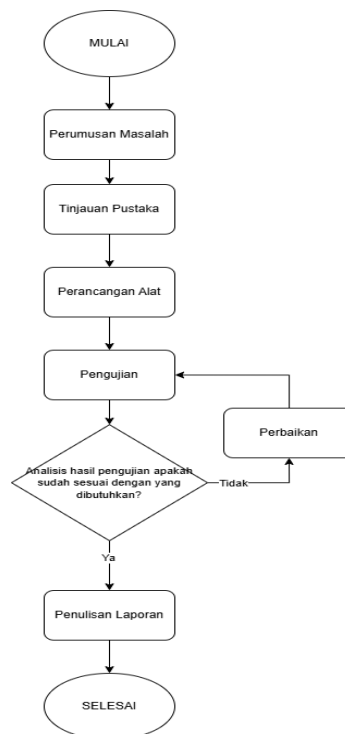 MULAI
Perumusan Masalah
Tinjauan Pustaka
Perancangan Alat
Pengujian
Perbaikan
Analisis hasil pengujian apakah
sudah sesuai dengan yang
dibutuhkan?
Tidak
Ya
Penulisan Laporan
SELESAI